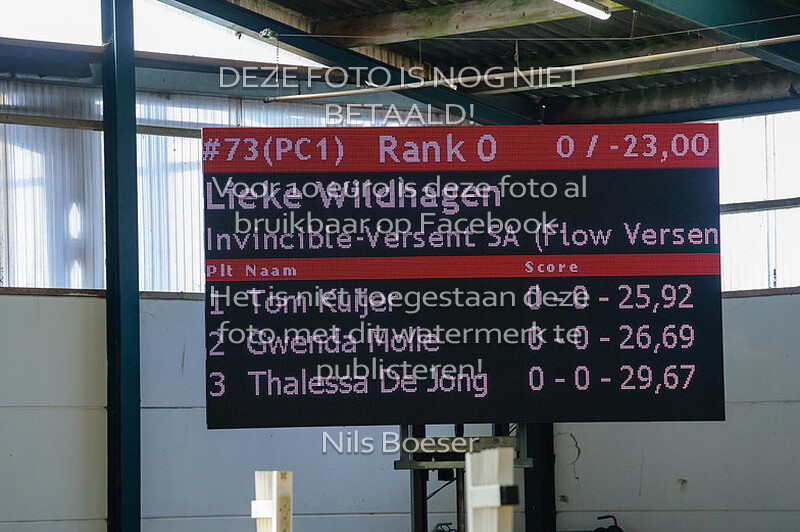 DEZE FOTO IS NOG NIET
BETAALD!
#73(PC1) Rank 0 0 / -23,00
Lieke Wildhagen
Voor 10 euro is deze foto al
bruikbaar op Facebook
Invincible-Versent SA (Flow Versen
Plt Naam Score
Het is niet toegestaan deze
1 Tom Kuijer 0 - 0 - 25,92
foto met dit watermerk te
2 Gwenda Nolle 0 - 0 - 26,69
publisteren!
3 Thalessa De Jong 0 - 0 - 29,67
Nils Boeser